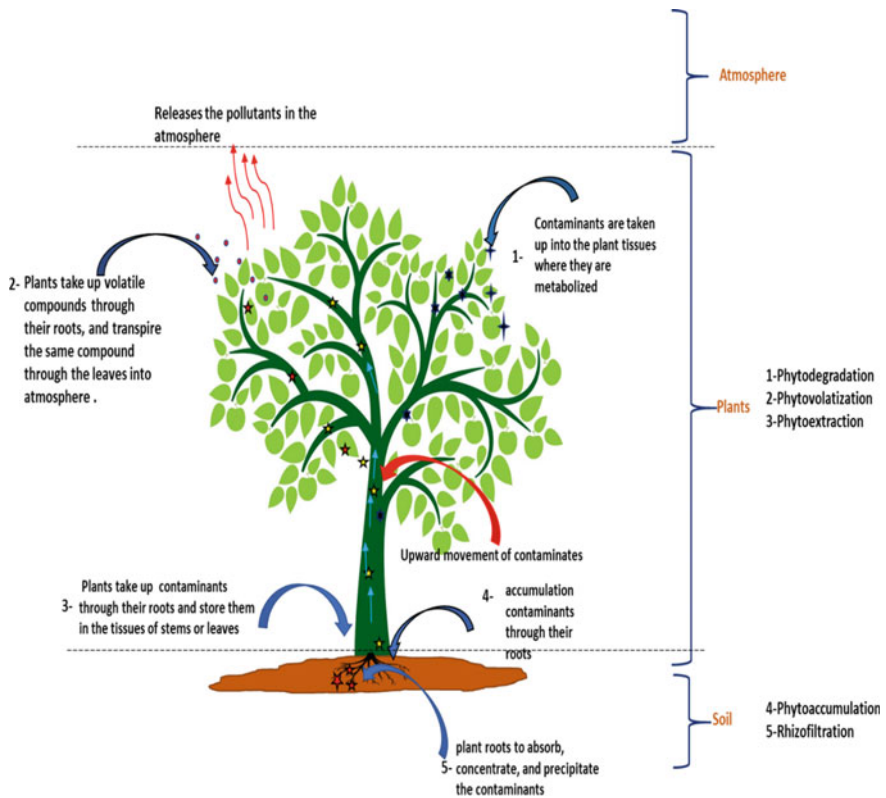 Atmosphere
Releases the pollutants in the
atmosphere
Contaminants are taken
up into the plant tissues
1- where they are
metabolized
2- Plants take up volatile
compounds through
their roots, and transpire
the same compound
through the leaves into
atmosphere .
Plants
1-Phytodegradation
2-Phytovolatization
3-Phytoextraction
Upward movement of contaminates
Plants take up contaminants
3- through their roots and store them
in the tissues of stems or leaves
4- accumulation
contaminants
through their
roots
Soil
4-Phytoaccumulation
5-Rhizofiltration
plant roots to absorb,
5- concentrate, and precipitate
the contaminants